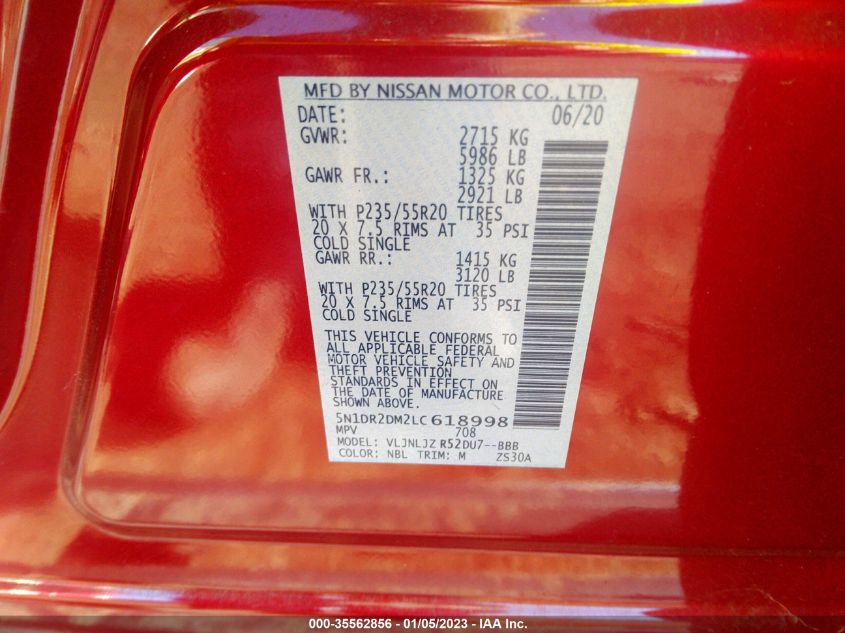 MFD BY NISSAN MOTOR CO., LTD.
DATE: 06/20
GVWR: 2715 KG
5986 LB
GAWR FR.: 1325 KG
2921 LB
WITH P235/55R20 TIRES
20 X 7.5 RIMS AT 35 PSI
COLD SINGLE
GAWR RR.: 1415 KG
3120 LB
WITH P235/55R20 TIRES
20 X 7.5 RIMS AT 35 PSI
COLD SINGLE
THIS VEHICLE CONFORMS TO
ALL APPLICABLE FEDERAL
MOTOR VEHICLE SAFETY AND
THEFT PREVENTION
STANDARDS IN EFFECT ON
THE DATE OF MANUFACTURE
5N1DR2DM2LC618998
MPV 708
MODEL: VLJNLJZ R52DU7--BBB
COLOR: NBL TRIM: M ZS30A
000-35562856 - 01/05/2023 - IAA Inc.